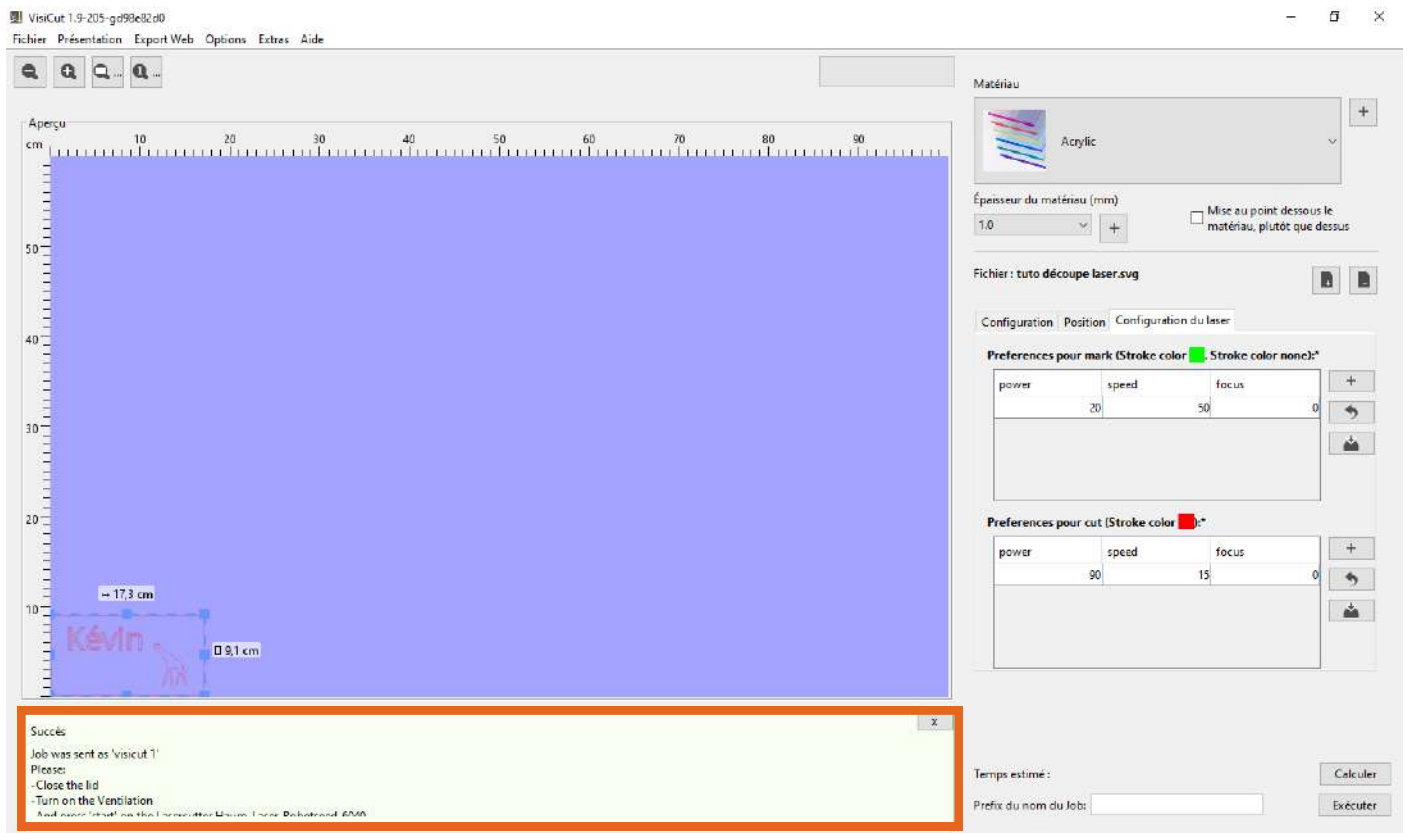 VisiCut 1.9-205-gd98e82d0
Fichier Présentation Export Web Options Extras Aide
Matériau
Acrylic
Épaisseur du matériau (mm)
1.0
Mise au point dessous le
matériau, plutôt que dessus
Fichier : tuto découpe laser.svg
Configuration Position Configuration du laser
Preferences pour mark (Stroke color , Stroke color none):*
power speed focus
20 50 0
Preferences pour cut (Stroke color ):*
power speed focus
90 15 0
Temps estimé :
Calculer
Prefix du nom du Job:
Exécuter
Aperçu
cm 10 20 30 40 50 60 70 80 90
50
40
30
20
10
17,3 cm
Kévin
9,1 cm
Succès
x
Job was sent as 'visicut 1'
Please:
-Close the lid
-Turn on the Ventilation